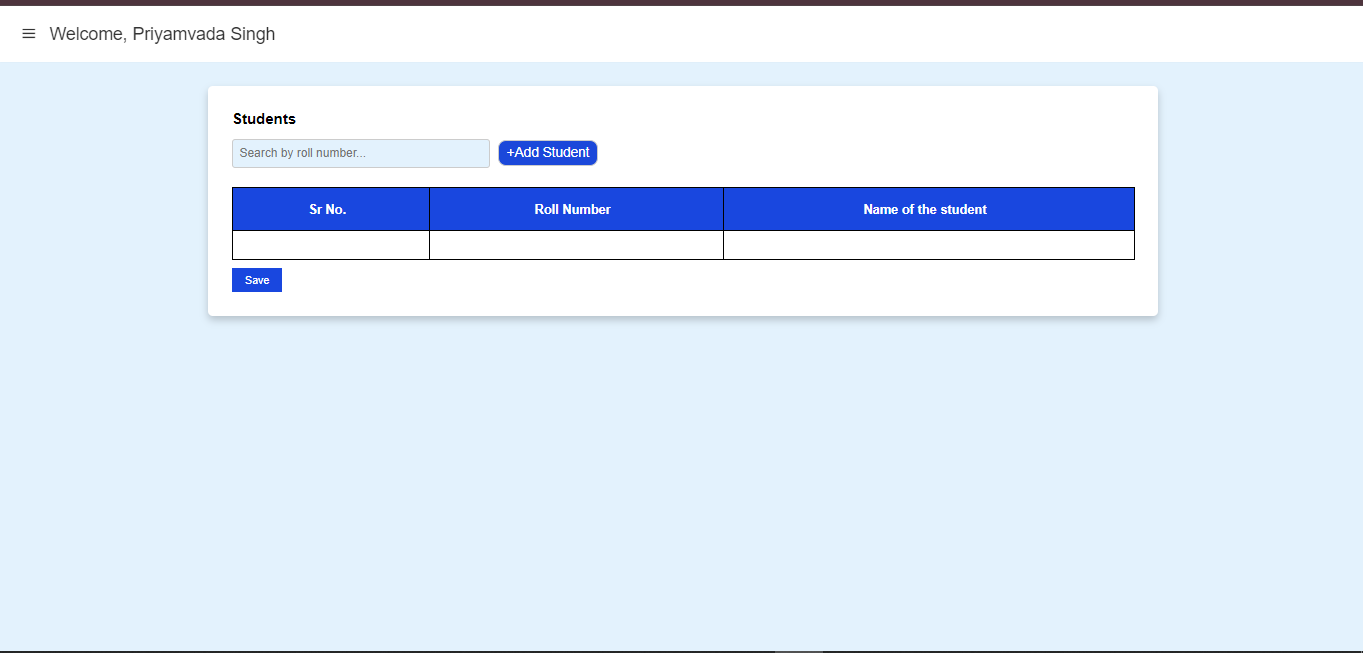 Welcome, Priyamvada Singh
Students
Search by roll number...
+Add Student
Sr No. Roll Number Name of the student
Save